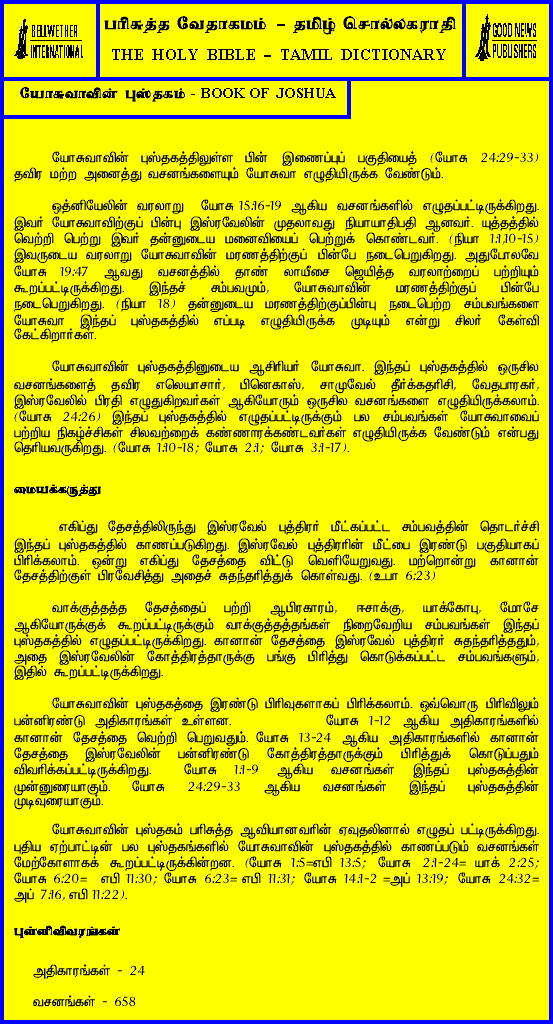 BELLWETHER
INTERNATIONAL
பரிசுத்த வேதாகமம் – தமிழ் சொல்லகராதி
THE HOLY BIBLE – TAMIL DICTIONARY
GOOD NEWS
PUBLISHERS
யோசுவாவின் புஸ்தகம் - BOOK OF JOSHUA
யோசுவாவின் புஸ்தகத்திலுள்ள பின் இணைப்புப் பகுதியைத் (யோசு 24:29-33)
தவிர மற்ற அனைத்து வசனங்களையும் யோசுவா எழுதியிருக்க வேண்டும்.
ஒத்னியேலின் வரலாறு யோசு 15:16-19 ஆகிய வசனங்களில் எழுதப்பட்டிருக்கிறது.
இவர் யோசுவாவிற்குப் பின்பு இஸ்ரவேலின் முதலாவது நியாயாதிபதி ஆனவர். யுத்தத்தில்
வெற்றி பெற்று இவர் தன்னுடைய மனைவியைப் பெற்றுக் கொண்டவர். (நியா 1:1,10-15)
இவருடைய வரலாறு யோசுவாவின் மரணத்திற்குப் பின்பே நடைபெறுகிறது. அதுபோலவே
யோசு 19:47 ஆவது வசனத்தில் தாண் லாயீசை ஜெயித்த வரலாற்றைப் பற்றியும்
கூறப்பட்டிருக்கிறது. இந்தச் சம்பவமும், யோசுவாவின் மரணத்திற்குப் பின்பே
நடைபெறுகிறது. (நியா 18) தன்னுடைய மரணத்திற்குப்பின்பு நடைபெற்ற சம்பவங்களை
யோசுவா இந்தப் புஸ்தகத்தில் எப்படி எழுதியிருக்க முடியும் என்று சிலர் கேள்வி
கேட்கிறார்கள்.
யோசுவாவின் புஸ்தகத்தினுடைய ஆசிரியர் யோசுவா. இந்தப் புஸ்தகத்தில் ஒருசில
வசனங்களைத் தவிர எலெயாசார், பினெகாஸ், சாமுவேல் தீர்க்கதரிசி, வேதபாரகர்,
இஸ்ரவேலில் பிரதி எழுதுகிறவர்கள் ஆகியோரும் ஒருசில வசனங்களை எழுதியிருக்கலாம்.
(யோசு 24:26) இந்தப் புஸ்தகத்தில் எழுதப்பட்டிருக்கும் பல சம்பவங்கள் யோசுவாவைப்
பற்றிய நிகழ்ச்சிகள் சிலவற்றைக் கண்ணாரக்கண்டவர்கள் எழுதியிருக்க வேண்டும் என்பது
தெரியவருகிறது. (யோசு 1:10-18; யோசு 2:1; யோசு 3:1-17).
மையக்கருத்து
எகிப்து தேசத்திலிருந்து இஸ்ரவேல் புத்திரர் மீட்கப்பட்ட சம்பவத்தின் தொடர்ச்சி
இந்தப் புஸ்தகத்தில் காணப்படுகிறது. இஸ்ரவேல் புத்திரரின் மீட்பை இரண்டு பகுதியாகப்
பிரிக்கலாம். ஒன்று எகிப்து தேசத்தை விட்டு வெளியேறுவது. மற்றொன்று கானான்
தேசத்திற்குள் பிரவேசித்து அதைச் சுதந்தரித்துக் கொள்வது. (உபா 6:23)
வாக்குத்தத்த தேசத்தைப் பற்றி ஆபிரகாரம், ஈசாக்கு, யாக்கோபு, மோசே
ஆகியோருக்குக் கூறப்பட்டிருக்கும் வாக்குத்தத்தங்கள் நிறைவேறிய சம்பவங்கள் இந்தப்
புஸ்தகத்தில் எழுதப்பட்டிருக்கிறது. கானான் தேசத்தை இஸ்ரவேல் புத்திரர் சுதந்தரித்ததும்,
அதை இஸ்ரவேலின் கோத்திரத்தாருக்கு பங்கு பிரித்து கொடுக்கப்பட்ட சம்பவங்களும்,
இதில் கூறப்பட்டிருக்கிறது.
யோசுவாவின் புஸ்தகத்தை இரண்டு பிரிவுகளாகப் பிரிக்கலாம். ஒவ்வொரு பிரிவிலும்
பன்னிரண்டு அதிகாரங்கள் உள்ளன. யோசு 1-12 ஆகிய அதிகாரங்களில்
கானான் தேசத்தை வெற்றி பெறுவதும். யோசு 13-24 ஆகிய அதிகாரங்களில் கானான்
தேசத்தை இஸ்ரவேலின் பன்னிரண்டு கோத்திரத்தாருக்கும் பிரித்துக் கொடுப்பதும்
விவரிக்கப்பட்டிருக்கிறது. யோசு 1:1-9 ஆகிய வசனங்கள் இந்தப் புஸ்தகத்தின்
முன்னுரையாகும். யோசு 24:29-33 ஆகிய வசனங்கள் இந்தப் புஸ்தகத்தின்
முடிவுரையாகும்.
யோசுவாவின் புஸ்தகம் பரிசுத்த ஆவியானவரின் ஏவுதலினால் எழுதப் பட்டிருக்கிறது.
புதிய ஏற்பாட்டின் பல புஸ்தகங்களில் யோசுவாவின் புஸ்தகத்தில் காணப்படும் வசனங்கள்
மேற்கோளாகக் கூறப்பட்டிருக்கின்றன. (யோசு 1:5=எபி 13:5; யோசு 2:1-24= யாக் 2:25;
யோசு 6:20= எபி 11:30; யோசு 6:23= எபி 11:31; யோசு 14:1-2 =அப் 13:19; யோசு 24:32=
அப் 7:16, எபி 11:22).
புள்ளிவிவரங்கள்
அதிகாரங்கள் - 24
வசனங்கள் - 658